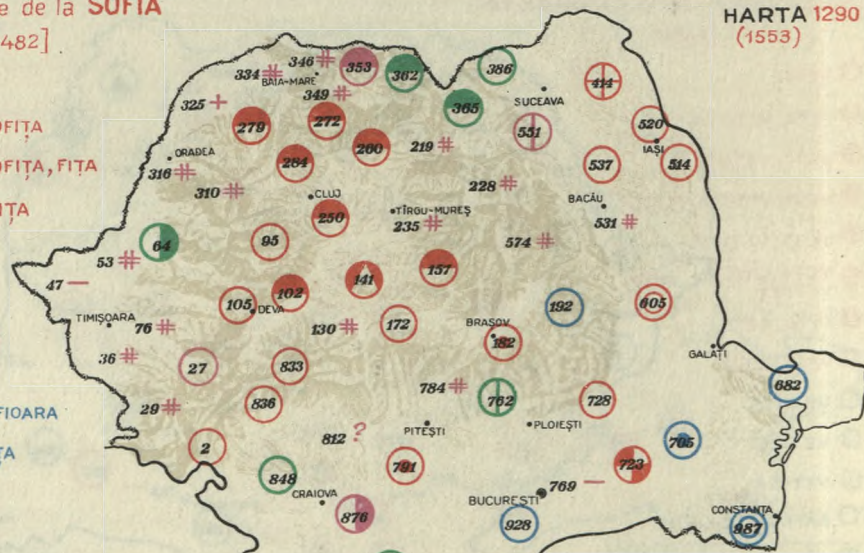 e de la SOFIA
HARTA 1290
482]
(1553)
346 353 362 386
334
BAIA-MARE
414
349
325
SUCEAVA
365
279 272
551
520
219
IAȘI
260
ORADEA
284
537 514
316
228
310
CLUJ
BACĂU
TÎRGU-MUREȘ
250
531
235
64 95
574
53
157
47
141
102
105
DEVA
192
605
TIMIȘOARA
76
130
172
BRAȘOV
182
36
GALAȚI
27
833
682
784
762
728
29
836
PITEȘTI
PLOIEȘTI
812
2
705
791
723
848
CRAIOVA
769
BUCUREȘTI
876
928
CONSTANȚA
987
OFIȚA
OFIȚA, FIȚA
IȚA
FIOARA
ȚA